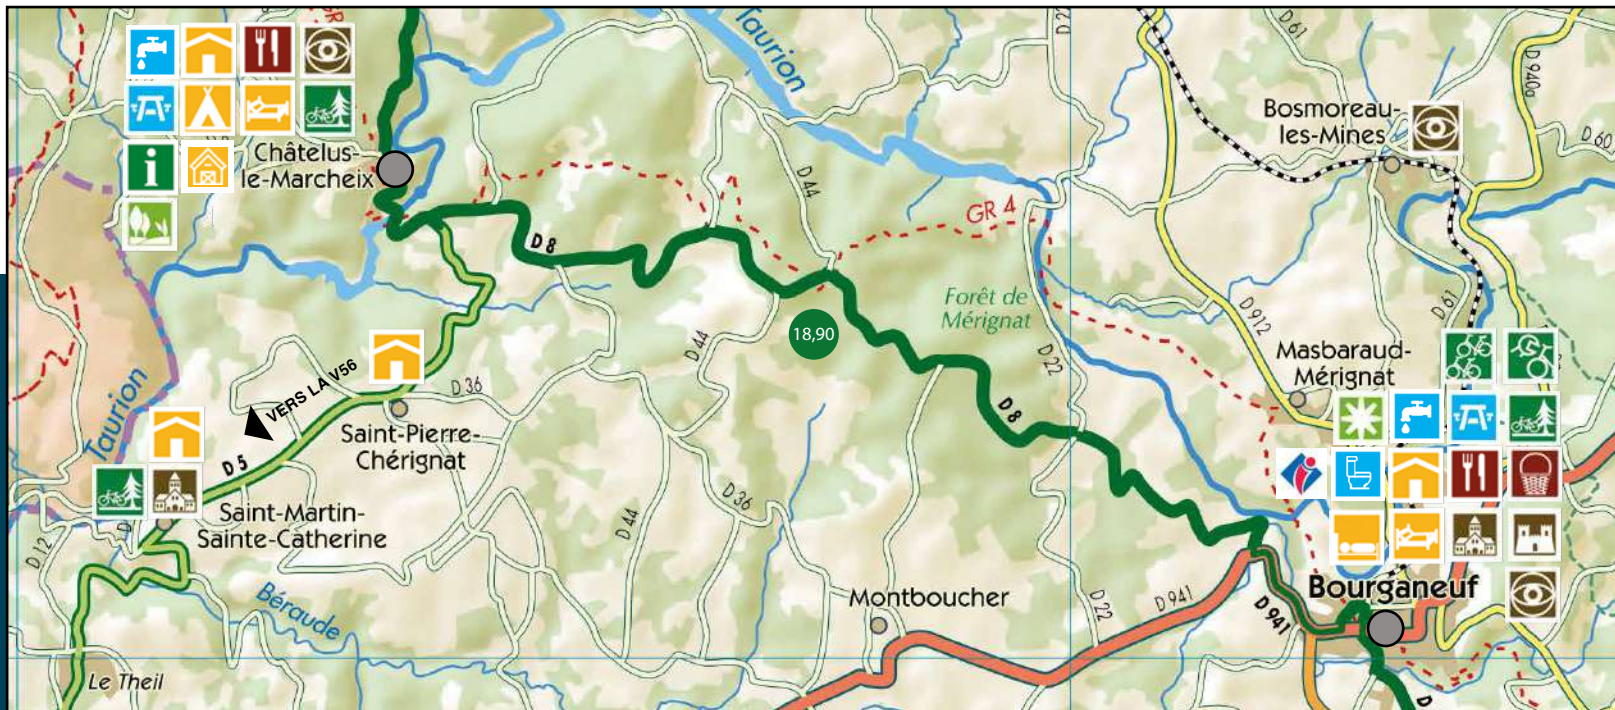 GR
Taurion
D 61
D 940a
D 60
Bosmoreau-
les-Mines
Châtelus-
le-Marcheix
i
D 44
GR 4
D 8
Forêt de
Mérignat
D 61
D 912
18,90
D 44
D 22
Masbaraud-
Mérignat
VERS LA V56
D 36
Taurion
D 8
Saint-Pierre-
Chérignat
D 5
D 36
Saint-Martin-
Sainte-Catherine
D 44
D 12
Béraude
Montboucher
D 22
D 941
D 941
Bourganeuf
Le Theil
D